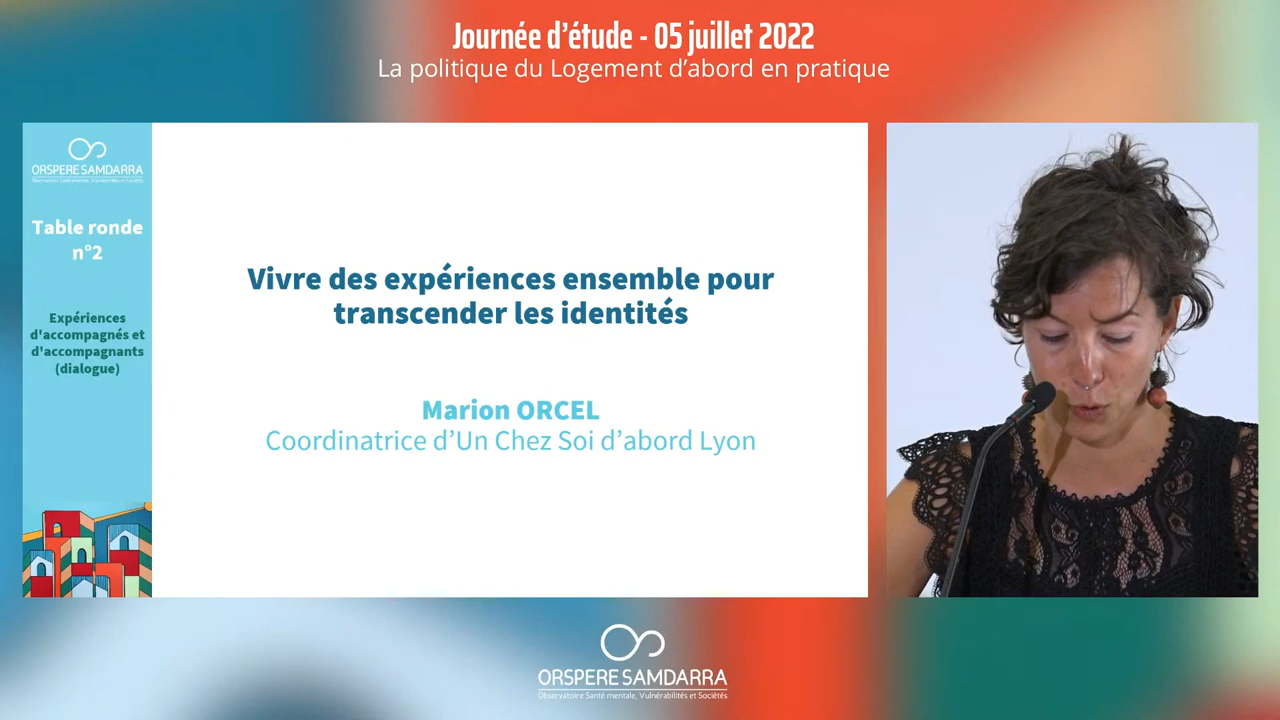 Journée d'étude - 05 juillet 2022
La politique du Logement d'abord en pratique
ORSPERE SAMDARRA
Table ronde
n°2
Expériences
d'accompagnés et
d'accompagnants
(dialogue)
Vivre des expériences ensemble pour
transcender les identités
Marion ORCEL
Coordinatrice d'Un Chez Soi d'abord Lyon
ORSPERE SAMDARRA
Observatoire Santé mentale, Vulnérabilités et Sociétés